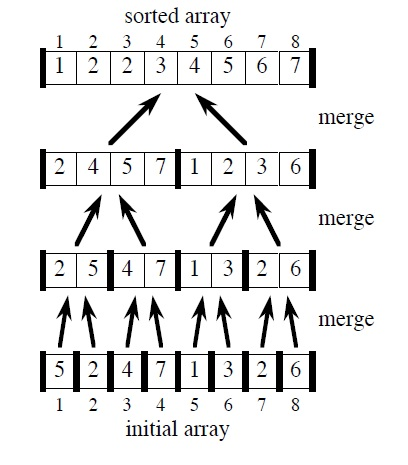 sorted array
1 2 3 4 5 6 7 8
1 2 2 3 4 5 6 7
merge
2 4 5 7 1 2 3 6
merge
2 5 4 7 1 3 2 6
merge
5 2 4 7 1 3 2 6
1 2 3 4 5 6 7 8
initial array